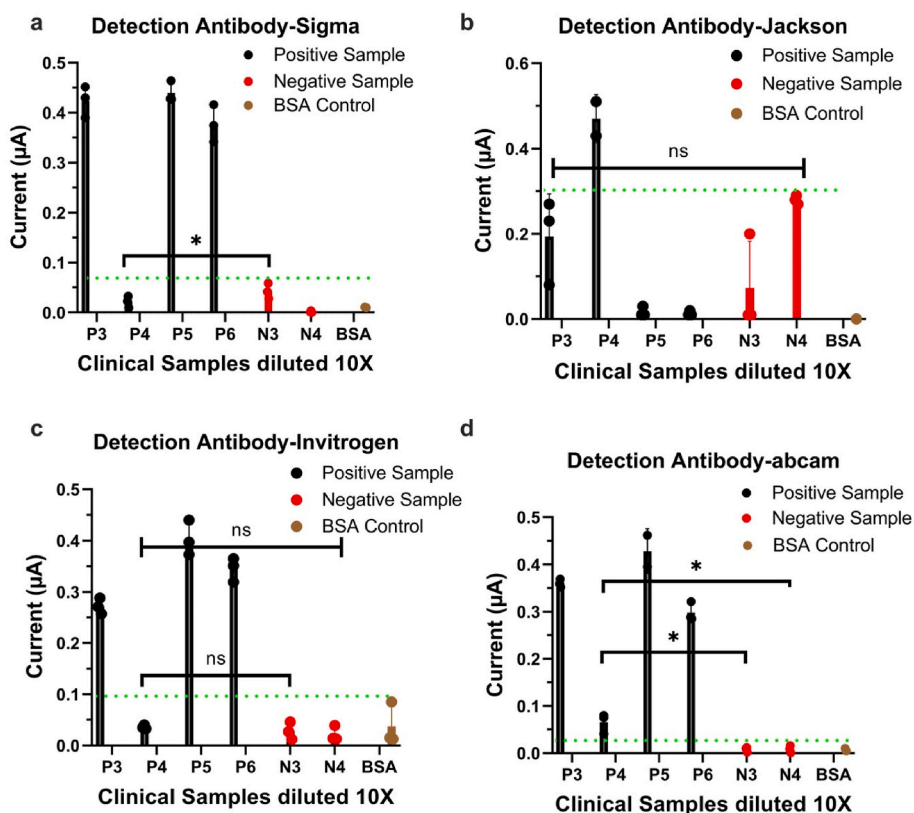 a
Detection Antibody-Sigma
Positive Sample
Negative Sample
BSA Control
Current (µA)
0.5
0.4
0.3
0.2
0.1
0.0
*
P3 P4 P5 P6 N3 N4 BSA
Clinical Samples diluted 10X
b
Detection Antibody-Jackson
Positive Sample
Negative Sample
BSA Control
Current (µA)
0.6
0.4
0.2
0.0
ns
P3 P4 P5 P6 N3 N4 BSA
Clinical Samples diluted 10X
c
Detection Antibody-Invitrogen
Positive Sample
Negative Sample
BSA Control
Current (µA)
0.5
0.4
0.3
0.2
0.1
0.0
ns
ns
P3 P4 P5 P6 N3 N4 BSA
Clinical Samples diluted 10X
d
Detection Antibody-abcam
Positive Sample
Negative Sample
BSA Control
Current (µA)
0.5
0.4
0.3
0.2
0.1
0.0
*
*
P3 P4 P5 P6 N3 N4 BSA
Clinical Samples diluted 10X